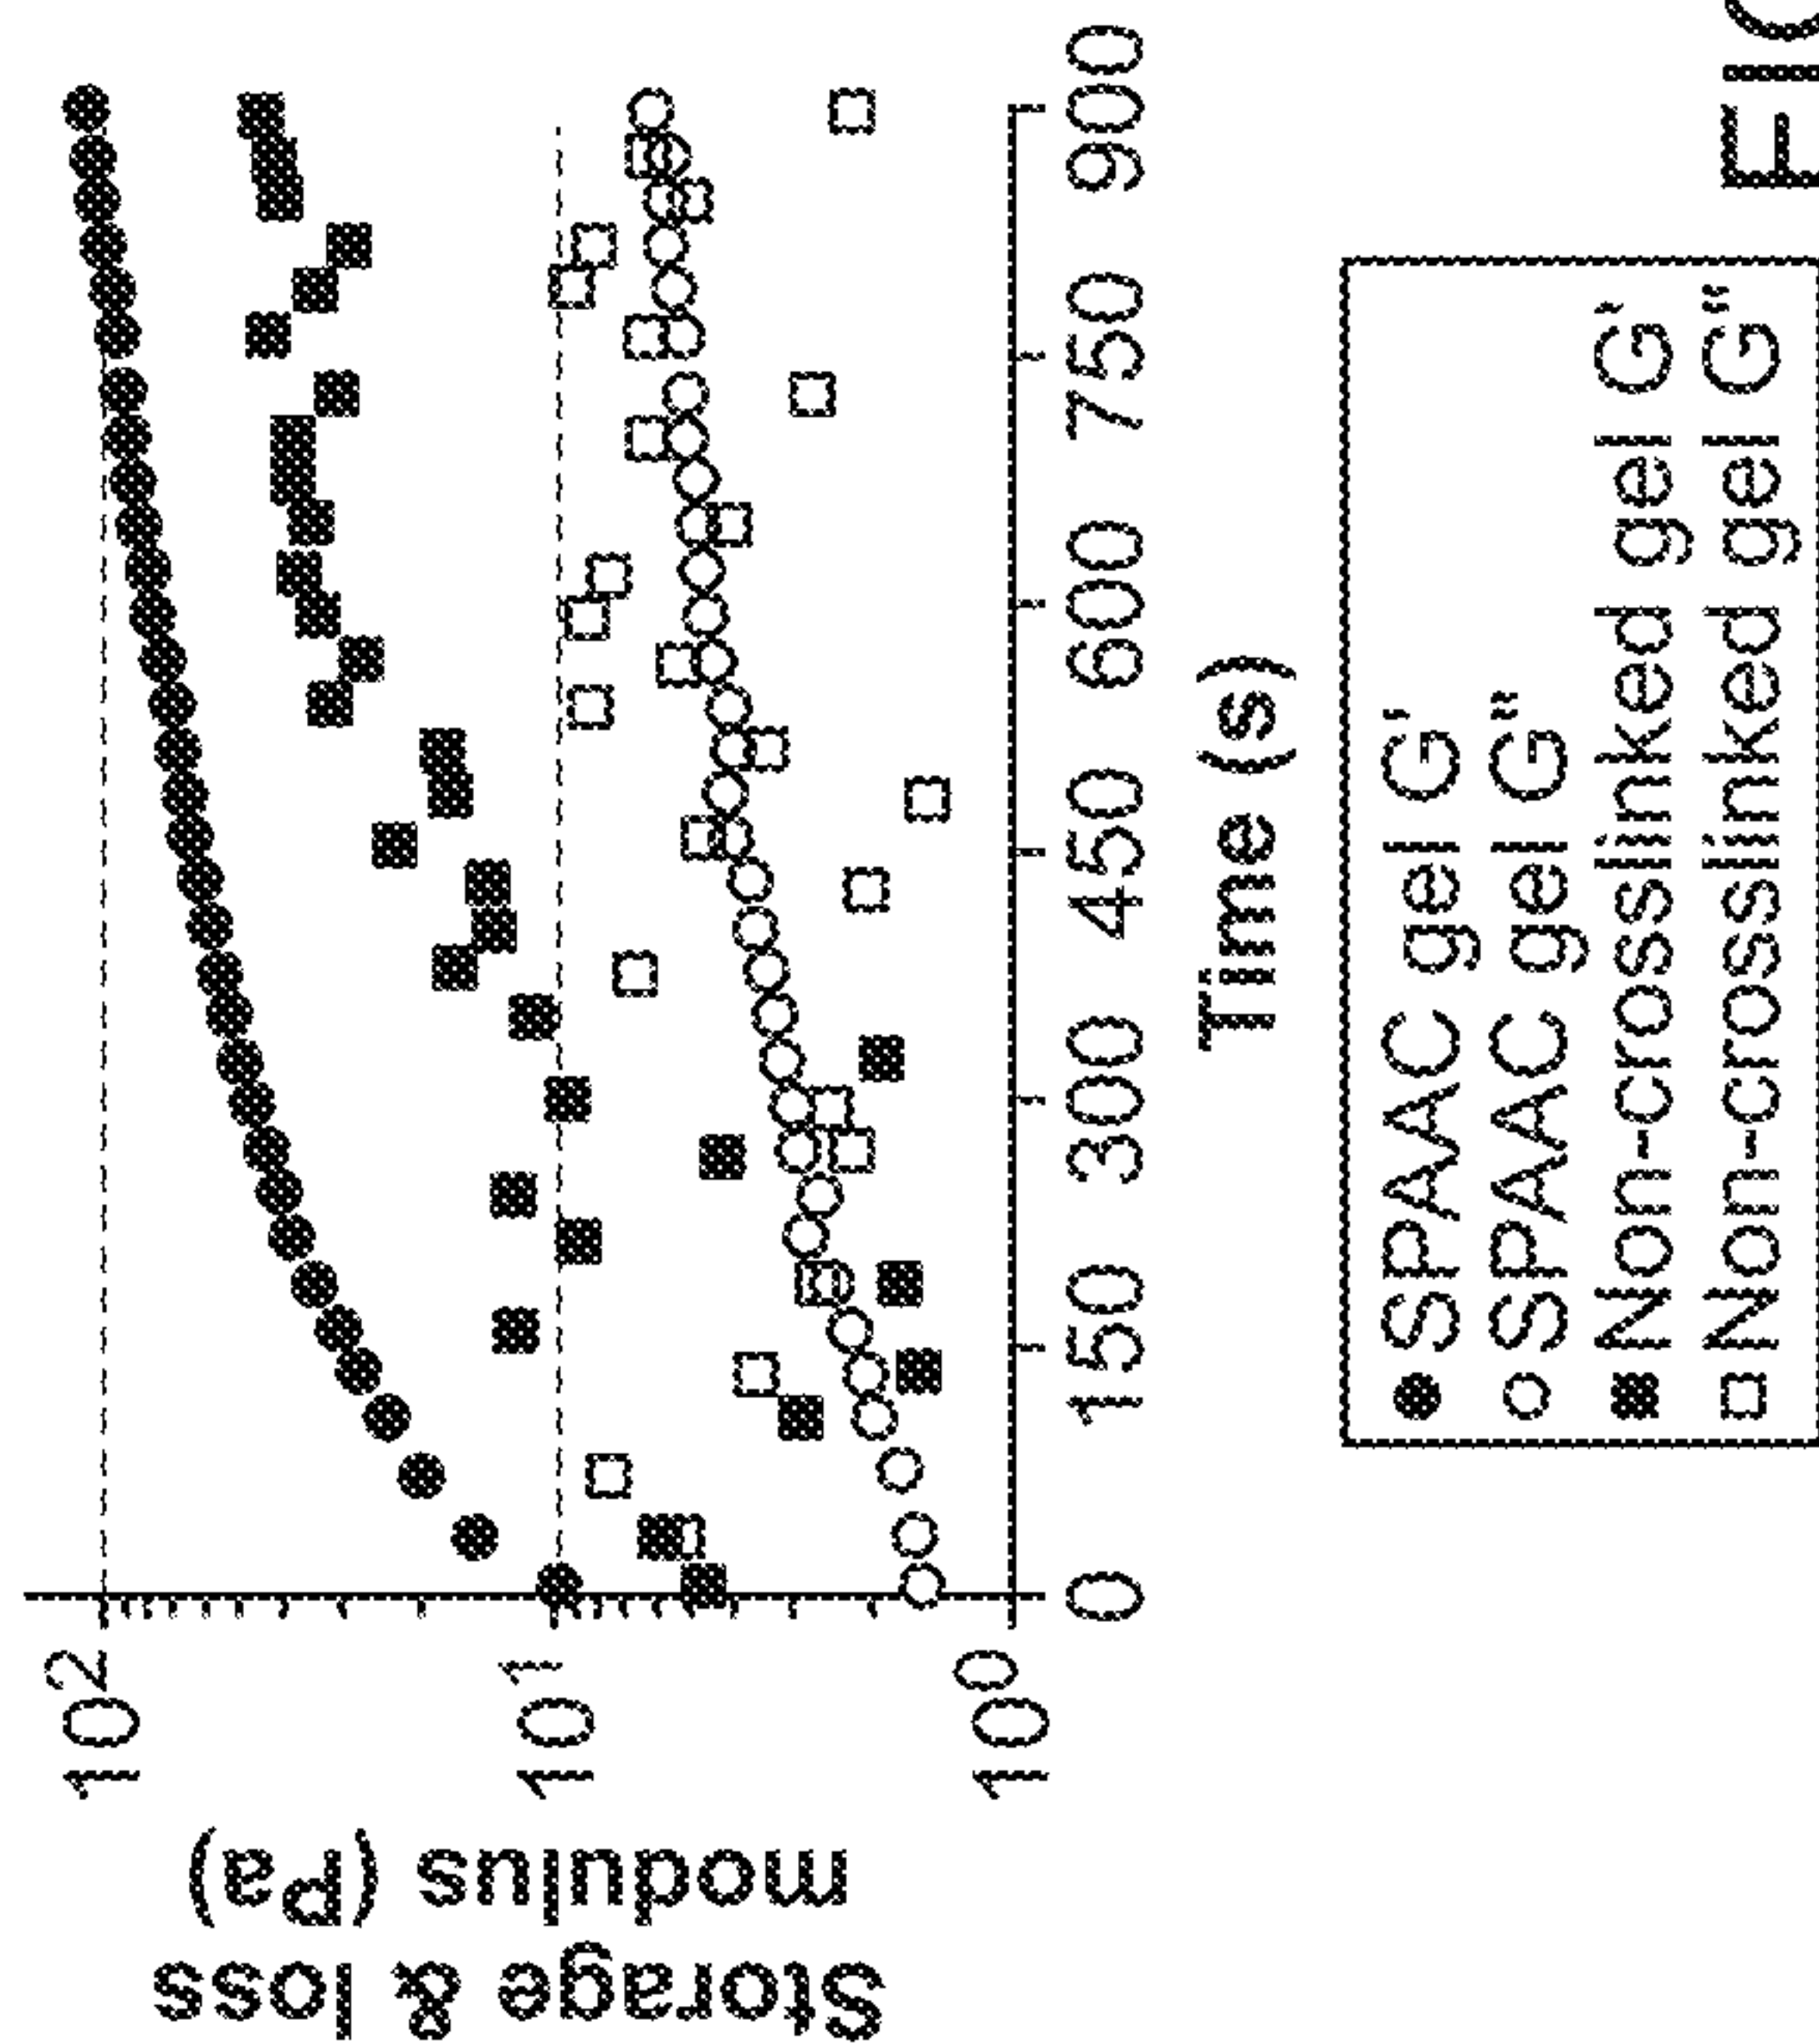 Storage & loss
modulus (Pa)
10²
10¹
10⁰
0 150 300 450 600 750 900
Time (s)
SPAVAC gel G'
SPAAC gel G"
Non-crosslinked gel G'
Non-crosslinked gel G"